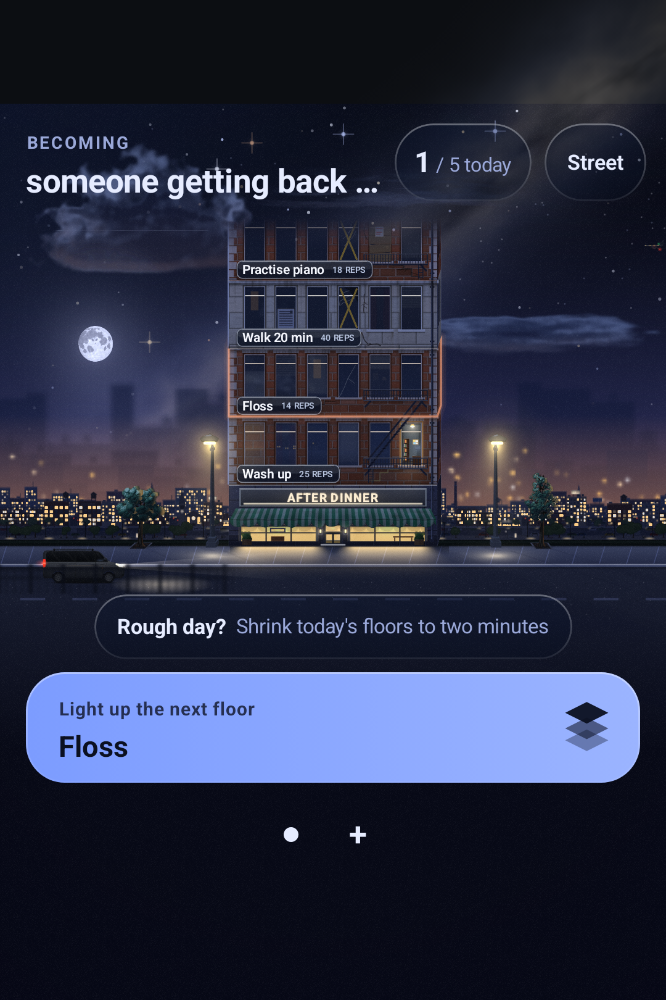 BECOMING
someone getting back ...
1 / 5 today
Street
Practise piano 18 REPS
Walk 20 min 40 REPS
Floss 14 REPS
Wash up 25 REPS
AFTER DINNER
Rough day? Shrink today's floors to two minutes
Light up the next floor
Floss
+